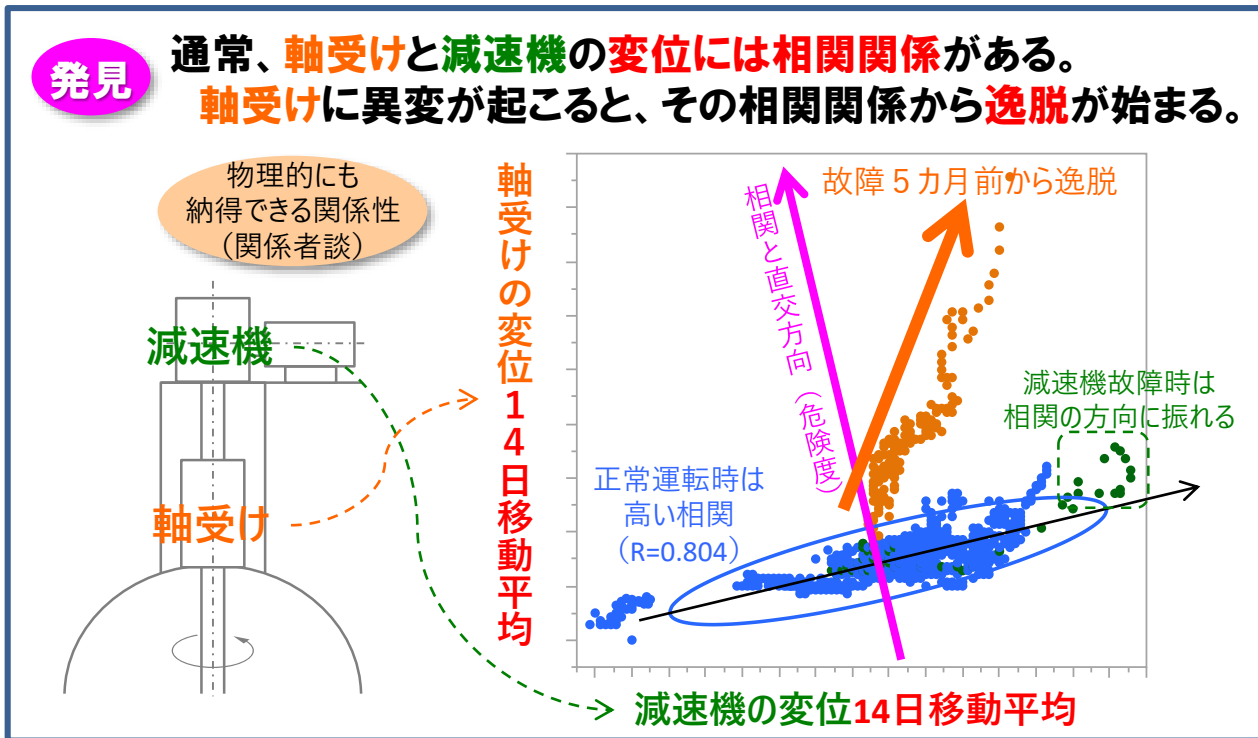 発見
通常、軸受けと減速機の変位には相関関係がある。
軸受けに異変が起こると、その相関関係から逸脱が始まる。
物理的にも
納得できる関係性
（関係者談）
減速機
軸受け
軸受けの変位14日移動平均
相関と直交方向（危険度）
故障５カ月前から逸脱
減速機故障時は
相関の方向に振れる
正常運転時は
高い相関
（R=0.804）
減速機の変位14日移動平均